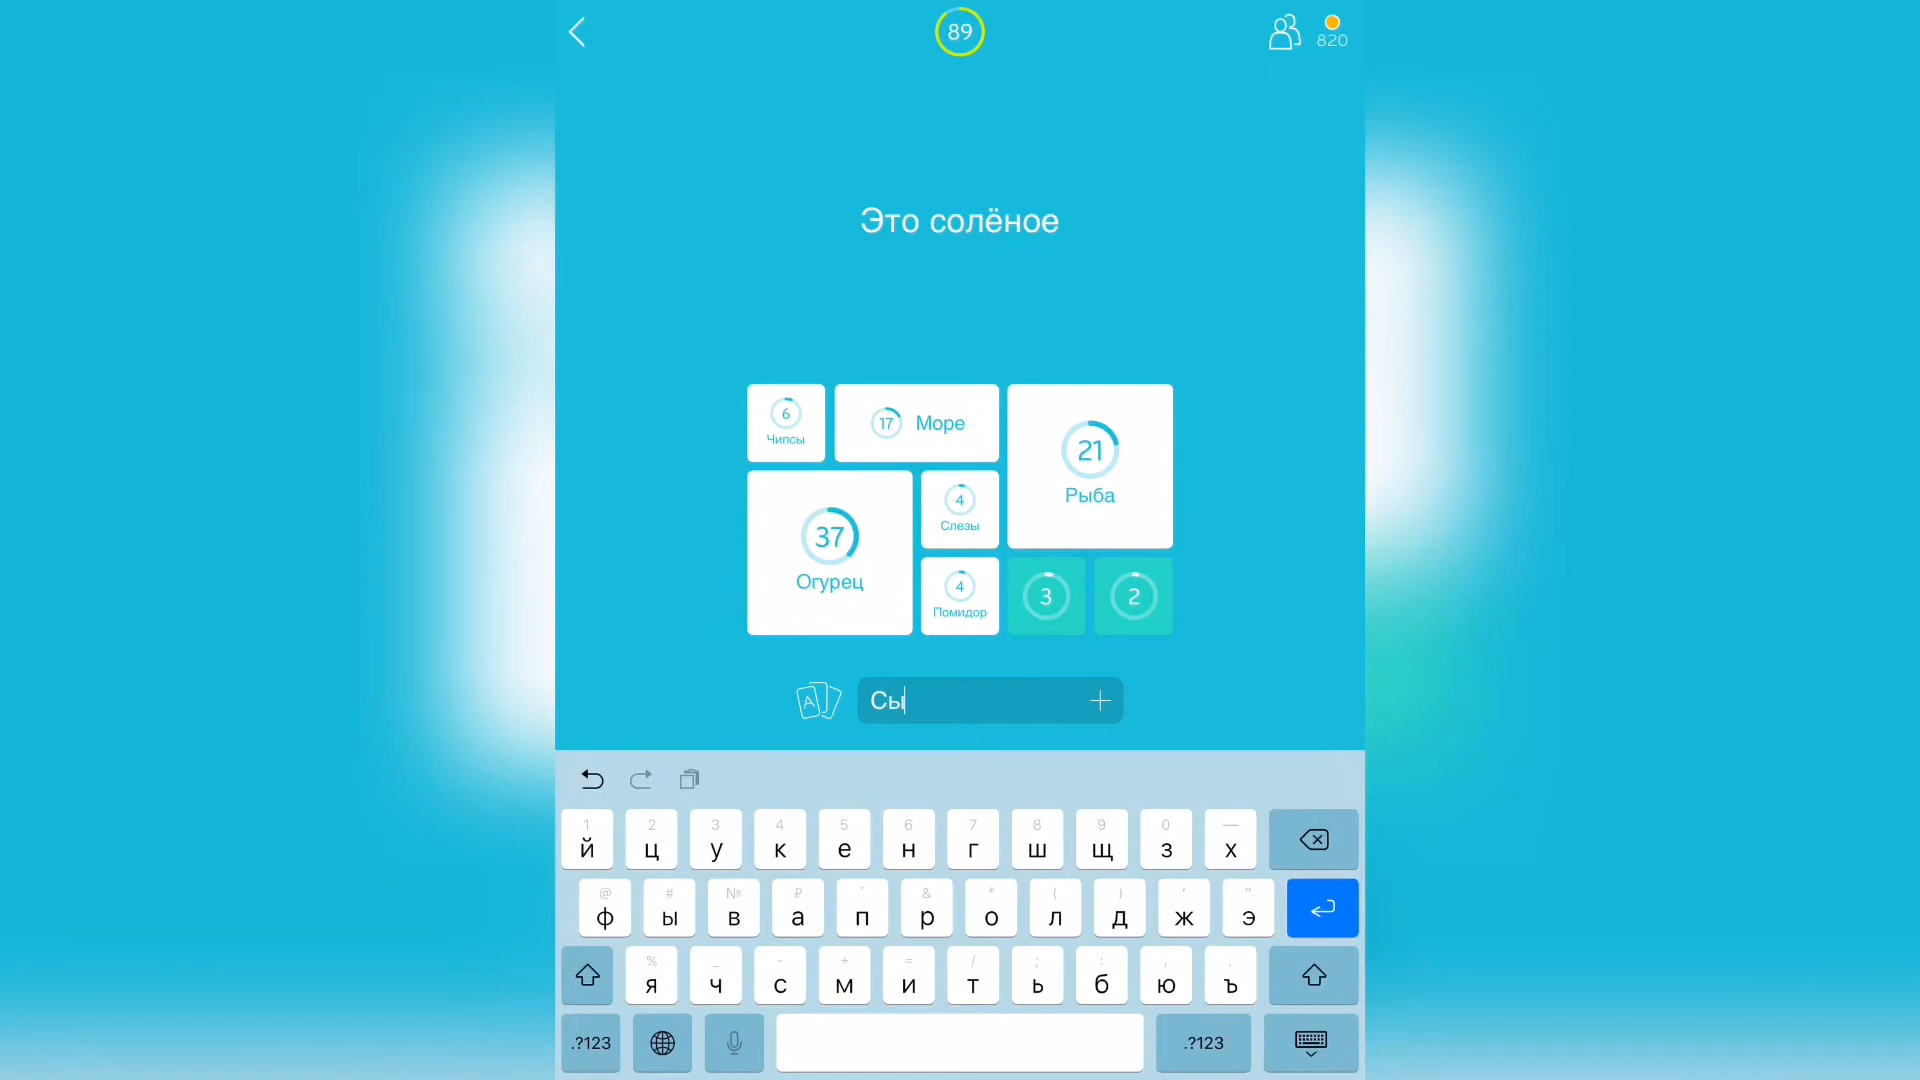 89
820
Это солёное
6
Чипсы
17 Море
21
Рыба
37
Огурец
4
Слезы
4
Помидор
3
2
A
Сы
1 2 3 4 5 6 7 8 9 0 —
й ц у к е н г ш щ з х
@ # № ₽ ' & * ( ) ' "
ф ы в а п р о л д ж э
% _ - + = / ; : , .
я ч с м и т ь б ю ъ
.?123 .?123